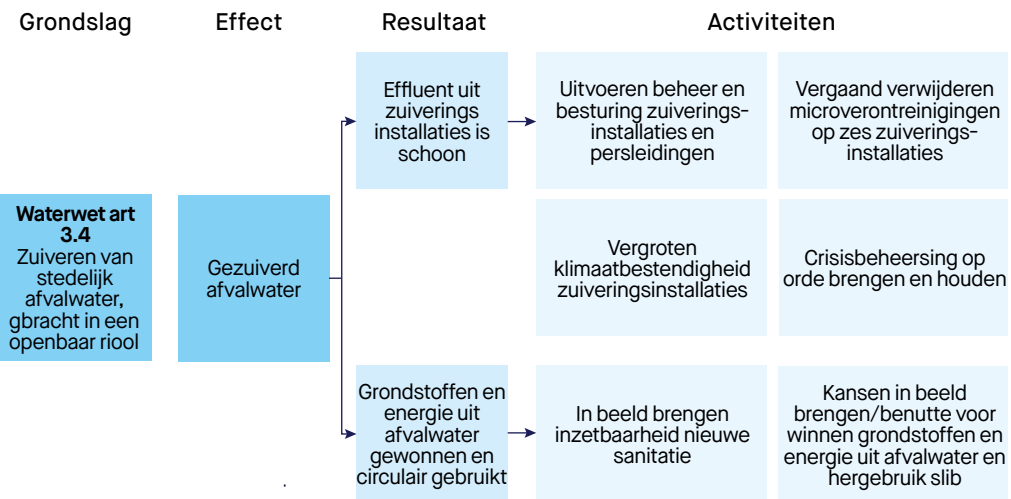 Grondslag
Effect
Resultaat
Activiteiten
Waterwet art
3.4
Zuiveren van
stedelijk
afvalwater,
gbracht in een
openbaar riool
Gezuiverd
afvalwater
Effluent uit
zuiverings
installaties is
schoon
Uitvoeren beheer en
besturing zuiverings-
installaties en
persleidingen
Vergaand verwijderen
microverontreinigingen
op zes zuiverings-
installaties
Vergroten
klimaatbestendigheid
zuiveringsinstallaties
Crisisbeheersing op
orde brengen en houden
Grondstoffen en
energie uit
afvalwater
gewonnen en
circulair gebruikt
In beeld brengen
inzetbaarheid nieuwe
sanitatie
Kansen in beeld
brengen/benutte voor
winnen grondstoffen en
energie uit afvalwater en
hergebruik slib